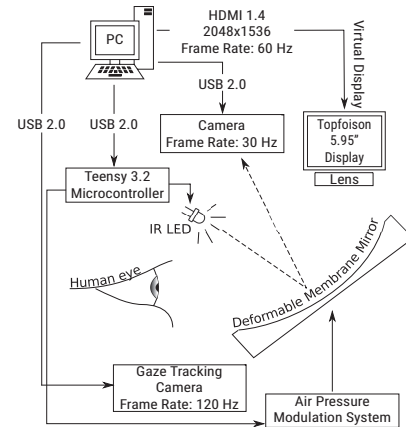 PC
HDMI 1.4
2048x1536
Frame Rate: 60 Hz
Virtual Display
USB 2.0
USB 2.0
USB 2.0
Camera
Frame Rate: 30 Hz
Topfoison
5.95”
Display
Lens
Teensy 3.2
Microcontroller
IR LED
Human eye
Deformable Membrane Mirror
Gaze Tracking
Camera
Frame Rate: 120 Hz
Air Pressure
Modulation System